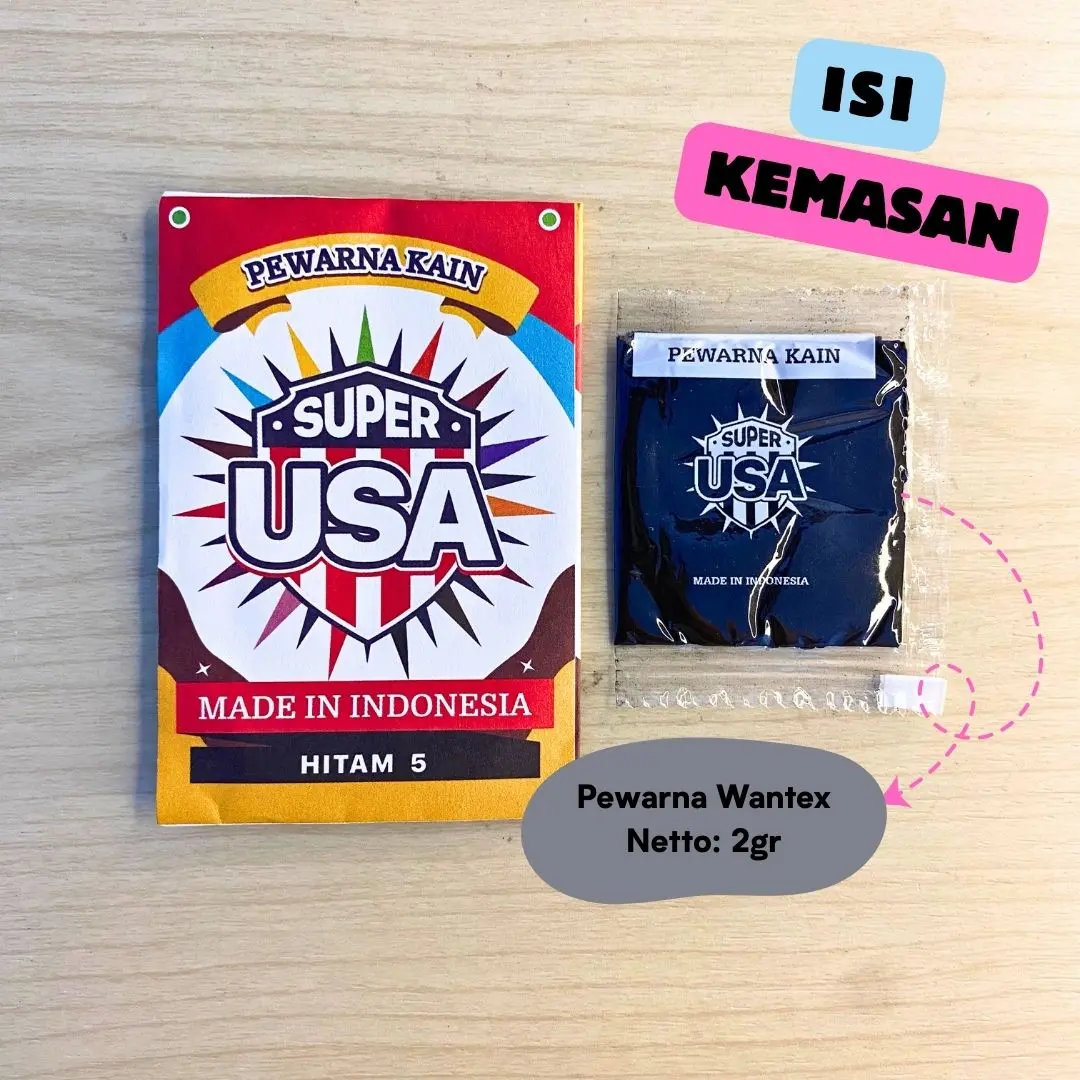 ISI
KEMASAN
PEWARNA KAIN
SUPER
USA
MADE IN INDONESIA
HITAM 5
PEWARNA KAIN
SUPER
USA
MADE IN INDONESIA
Pewarna Wantex
Netto: 2gr